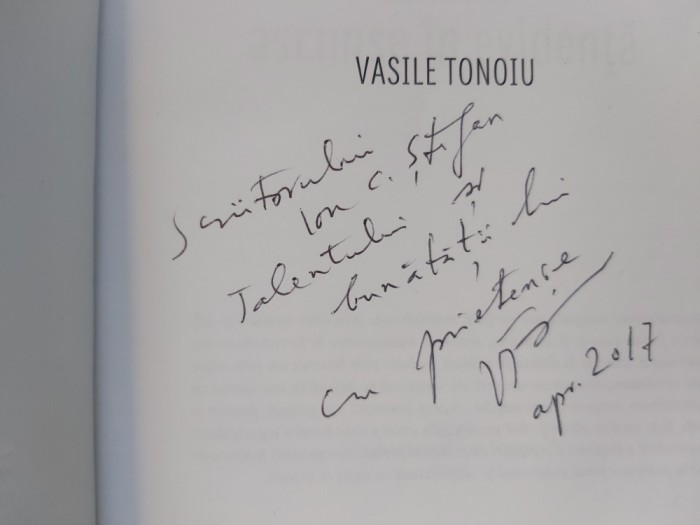 VASILE TONOIU
Scriitorului
Ion C. Ștefan
Talentului și
bunătății lui
cu prietenie
apr. 2017